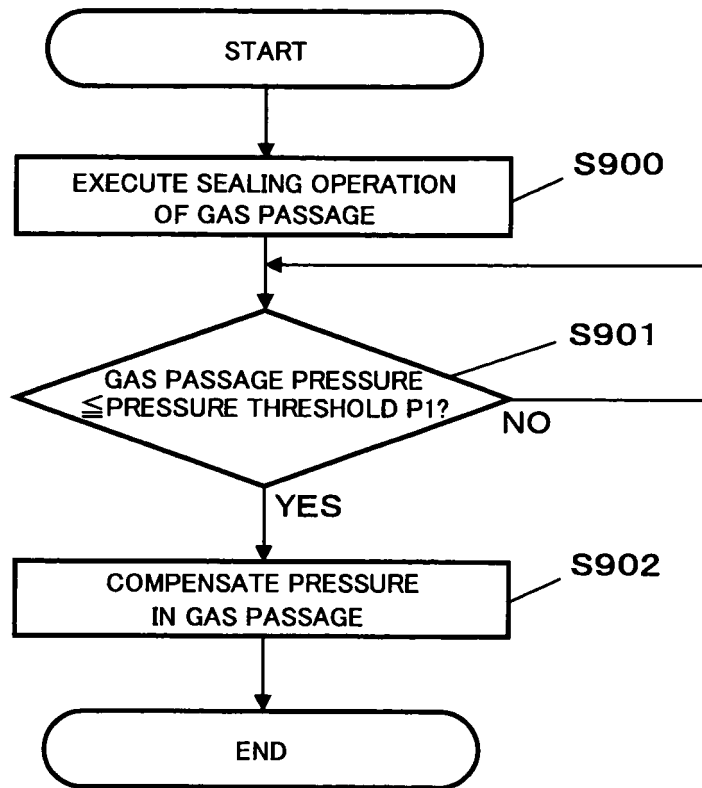 START
S900
EXECUTE SEALING OPERATION
OF GAS PASSAGE
S901
GAS PASSAGE PRESSURE
≦PRESSURE THRESHOLD P1?
NO
YES
S902
COMPENSATE PRESSURE
IN GAS PASSAGE
END